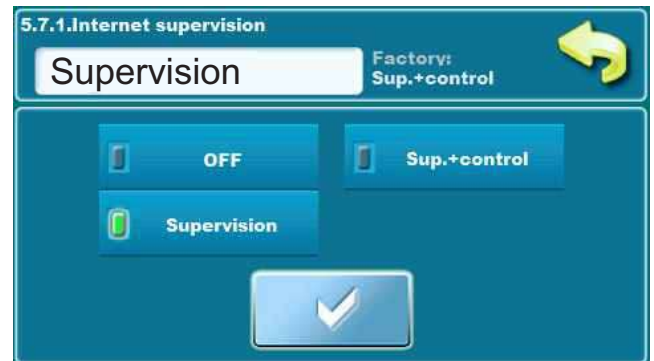 5.7.1.Internet supervision
Supervision
Factory:
Sup.+control
OFF
Sup.+control
Supervision